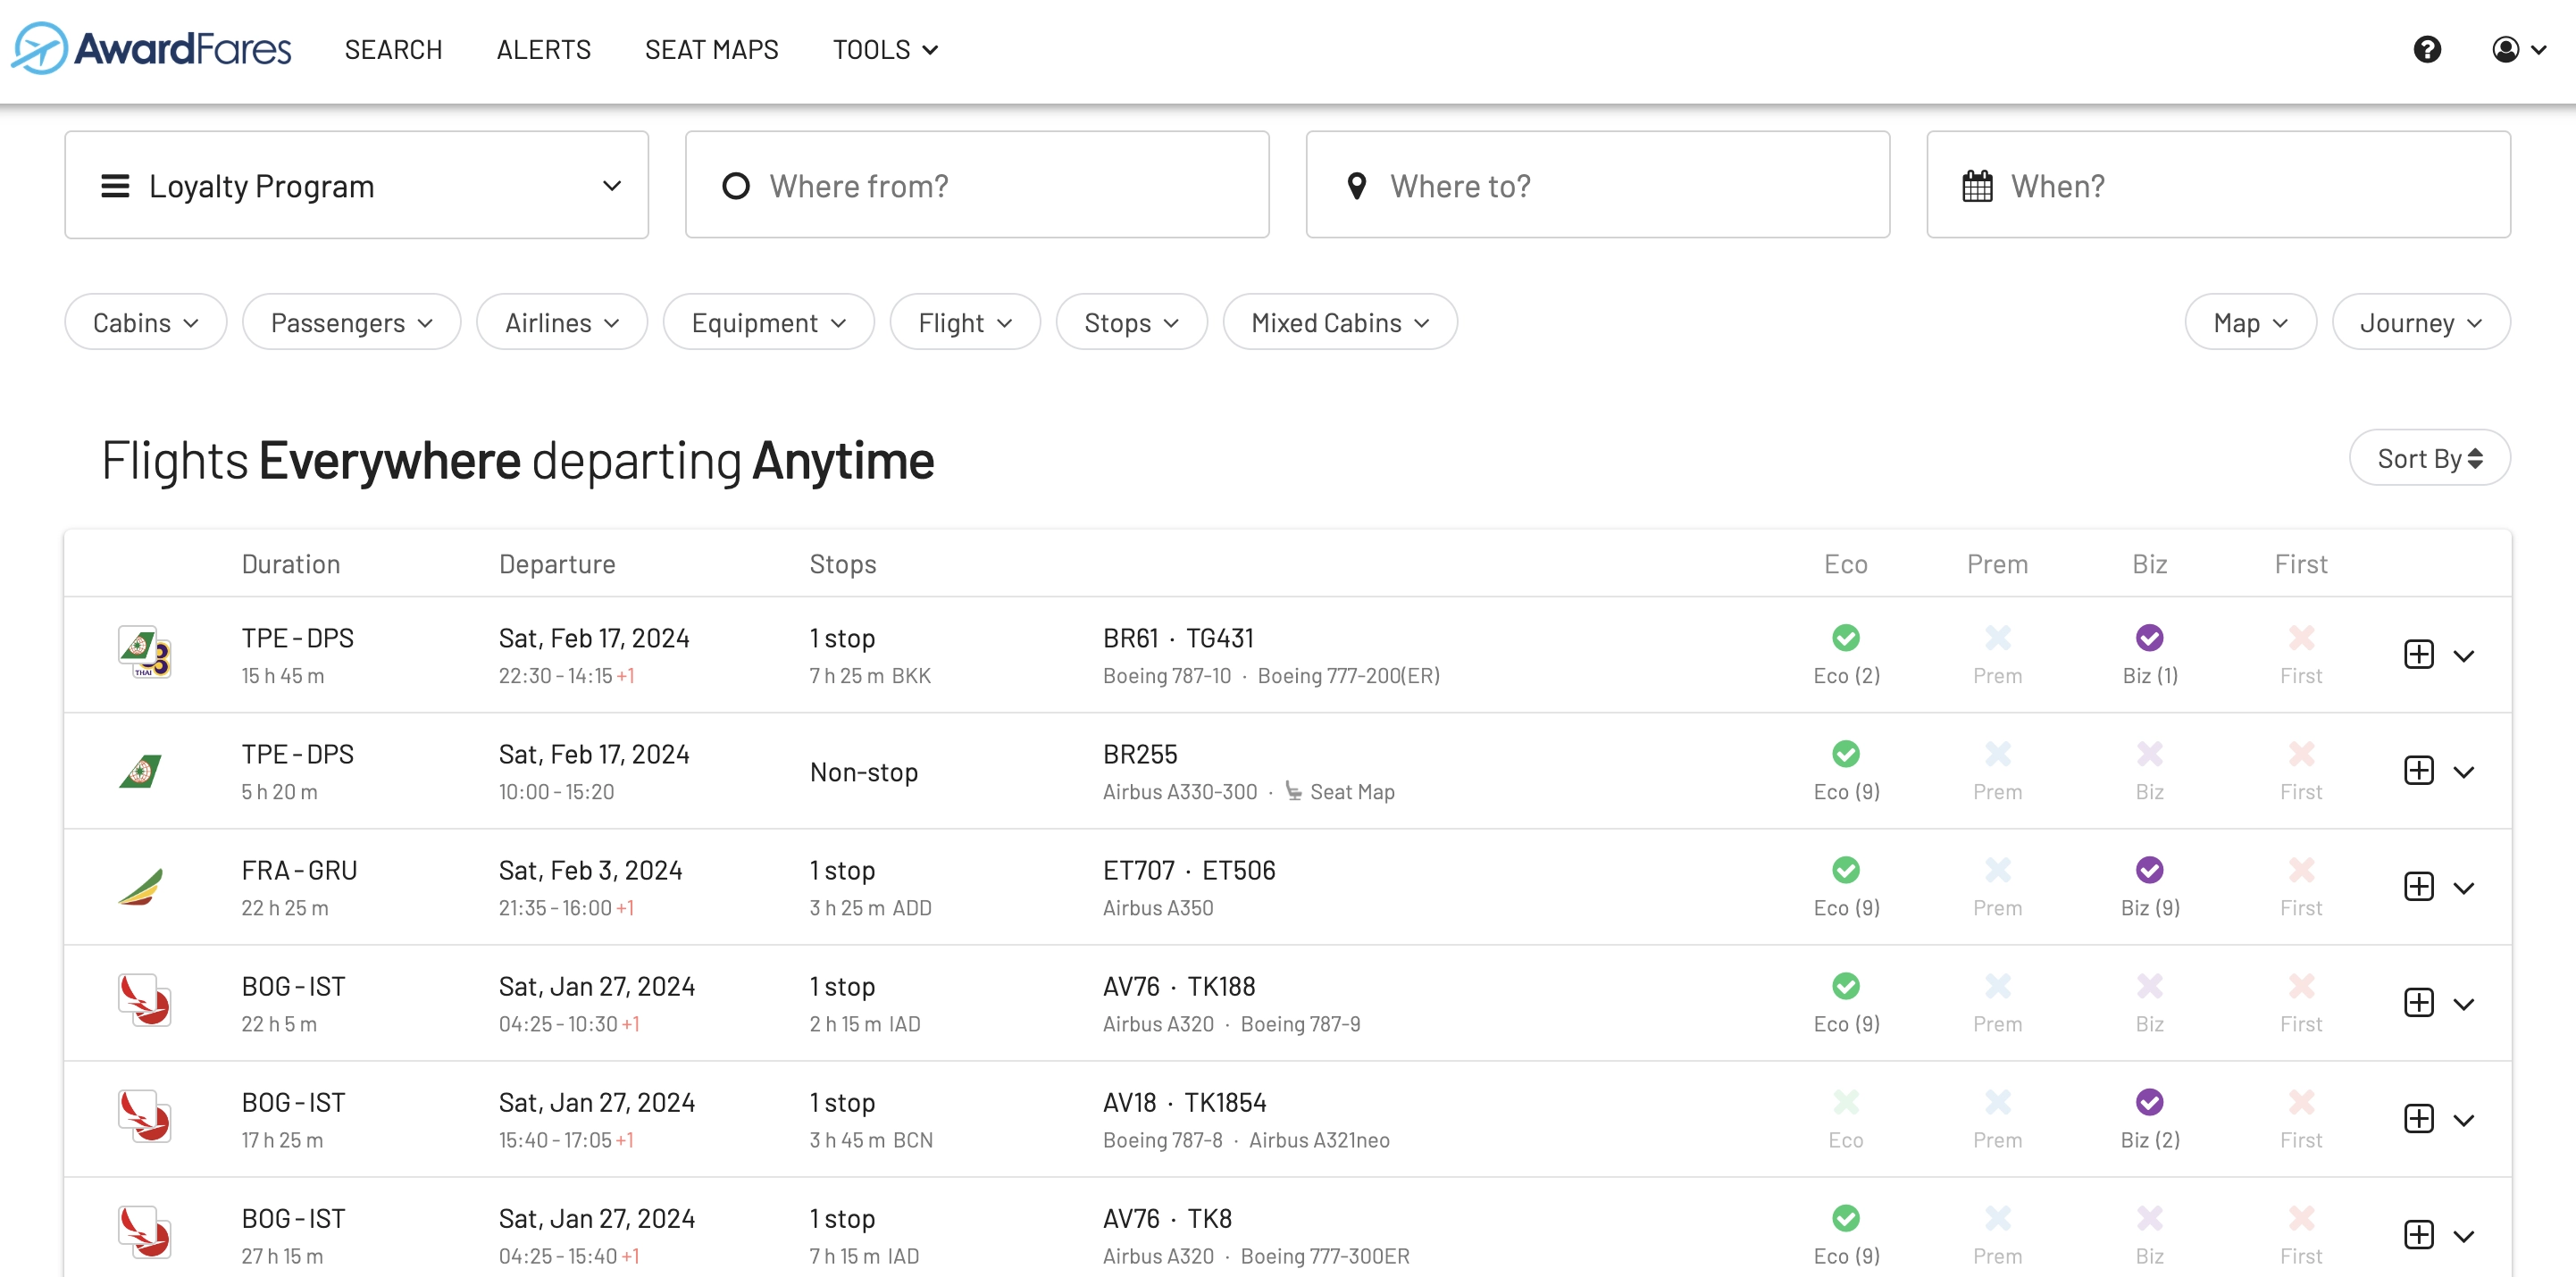 AwardFares SEARCH ALERTS SEAT MAPS TOOLS
Loyalty Program Where from? Where to? When?
Cabins Passengers Airlines Equipment Flight Stops Mixed Cabins Map Journey
Flights Everywhere departing Anytime Sort By
Duration Departure Stops Eco Prem Biz First
TPE - DPS Sat, Feb 17, 2024 1 stop BR61 · TG431
THAI 15 h 45 m 22:30 - 14:15 +1 7 h 25 m BKK Boeing 787-10 · Boeing 777-200(ER) Eco (2) Prem Biz (1) First
TPE - DPS Sat, Feb 17, 2024 Non-stop BR255
5 h 20 m 10:00 - 15:20 Airbus A330-300 · Seat Map Eco (9) Prem Biz First
FRA - GRU Sat, Feb 3, 2024 1 stop ET707 · ET506
22 h 25 m 21:35 - 16:00 +1 3 h 25 m ADD Airbus A350 Eco (9) Prem Biz (9) First
BOG - IST Sat, Jan 27, 2024 1 stop AV76 · TK188
22 h 5 m 04:25 - 10:30 +1 2 h 15 m IAD Airbus A320 · Boeing 787-9 Eco (9) Prem Biz First
BOG - IST Sat, Jan 27, 2024 1 stop AV18 · TK1854
17 h 25 m 15:40 - 17:05 +1 3 h 45 m BCN Boeing 787-8 · Airbus A321neo Eco Prem Biz (2) First
BOG - IST Sat, Jan 27, 2024 1 stop AV76 · TK8
27 h 15 m 04:25 - 15:40 +1 7 h 15 m IAD Airbus A320 · Boeing 777-300ER Eco (9) Prem Biz First